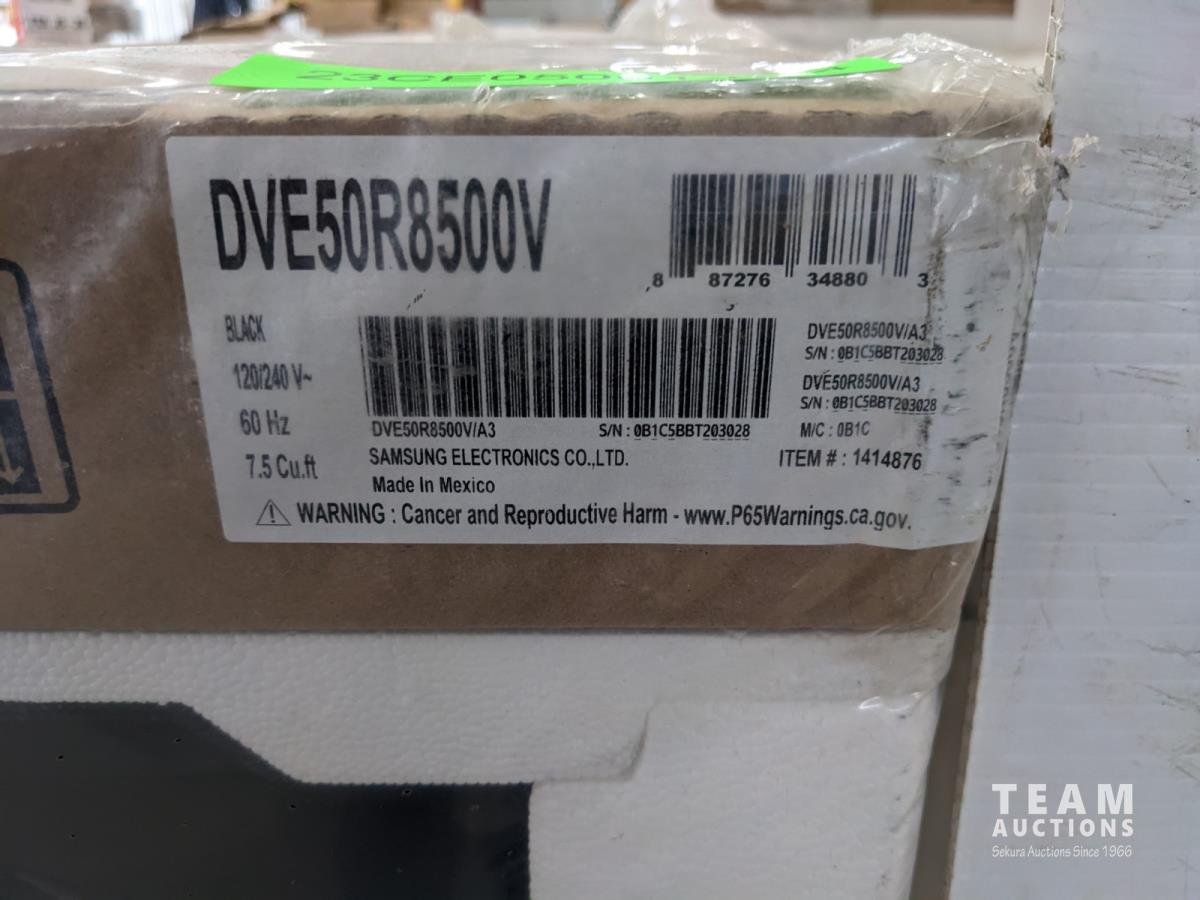 DVE50R8500V
8 87276 34880 3
BLACK
120/240 V~
60 Hz
7.5 Cu.ft
DVE50R8500V/A3 S/N : 0B1C5BBT203028
SAMSUNG ELECTRONICS CO.,LTD.
Made In Mexico
DVE50R8500V/A3
S/N : 0B1C5BBT203028
DVE50R8500V/A3
S/N : 0B1C5BBT203028
M/C : 0B1C
ITEM # : 1414876
WARNING : Cancer and Reproductive Harm - www.P65Warnings.ca.gov.
TEAM
AUCTIONS
Sekura Auctions Since 1966